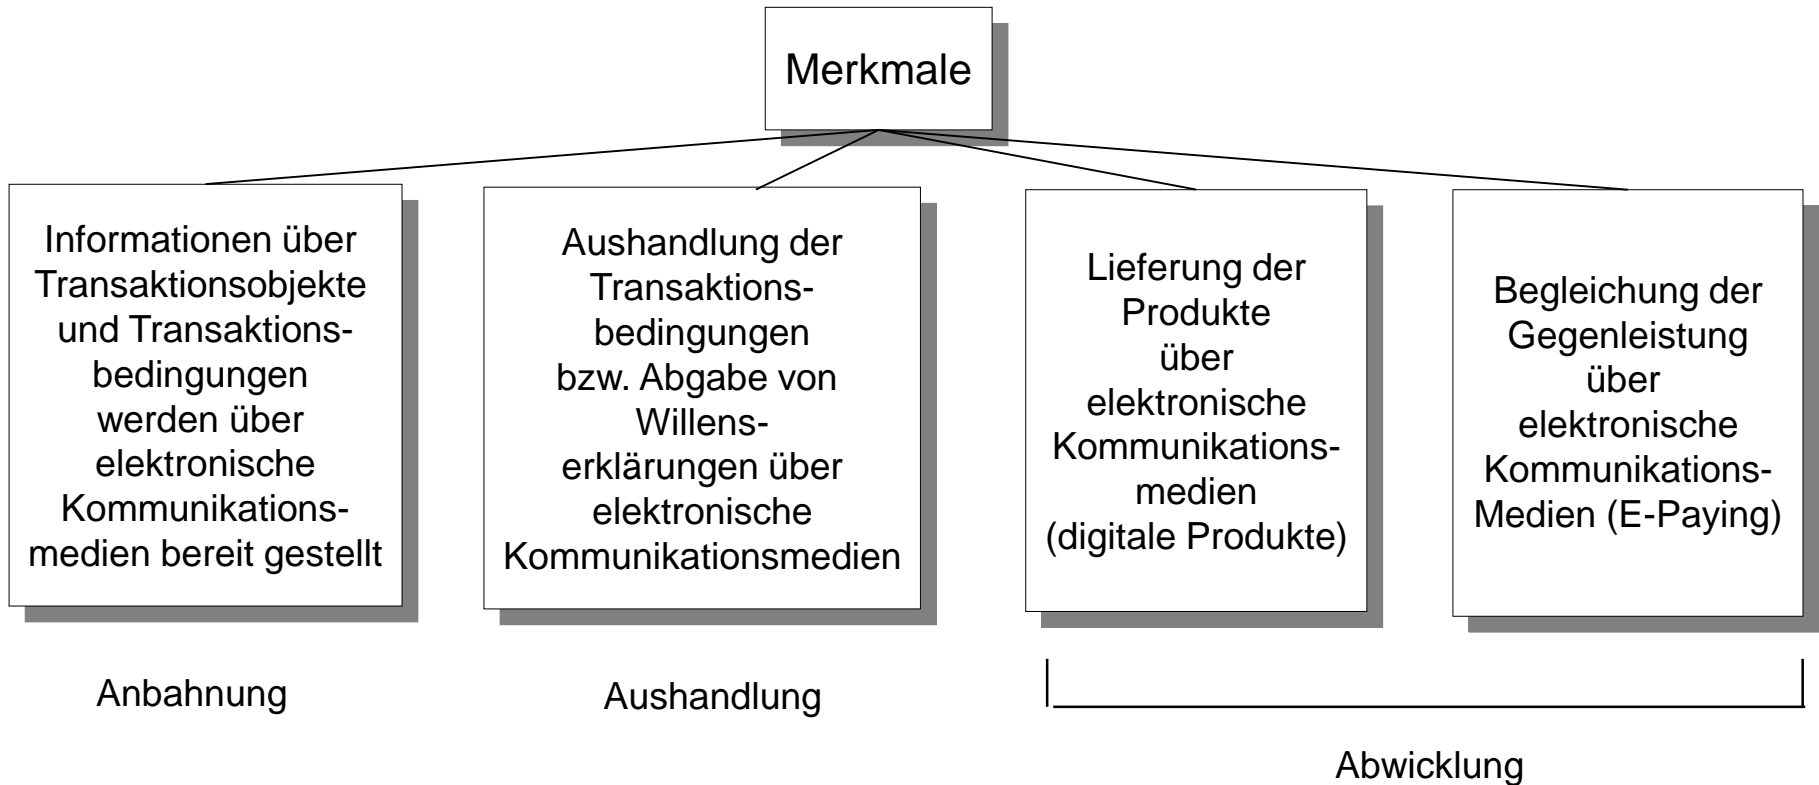 Merkmale
Informationen über
Transaktionsobjekte
und Transaktions-
bedingungen
werden über
elektronische
Kommunikations-
medien bereit gestellt
Aushandlung der
Transaktions-
bedingungen
bzw. Abgabe von
Willens-
erklärungen über
elektronische
Kommunikationsmedien
Lieferung der
Produkte
über
elektronische
Kommunikations-
medien
(digitale Produkte)
Begleichung der
Gegenleistung
über
elektronische
Kommunikations-
Medien (E-Paying)
Anbahnung
Aushandlung
Abwicklung